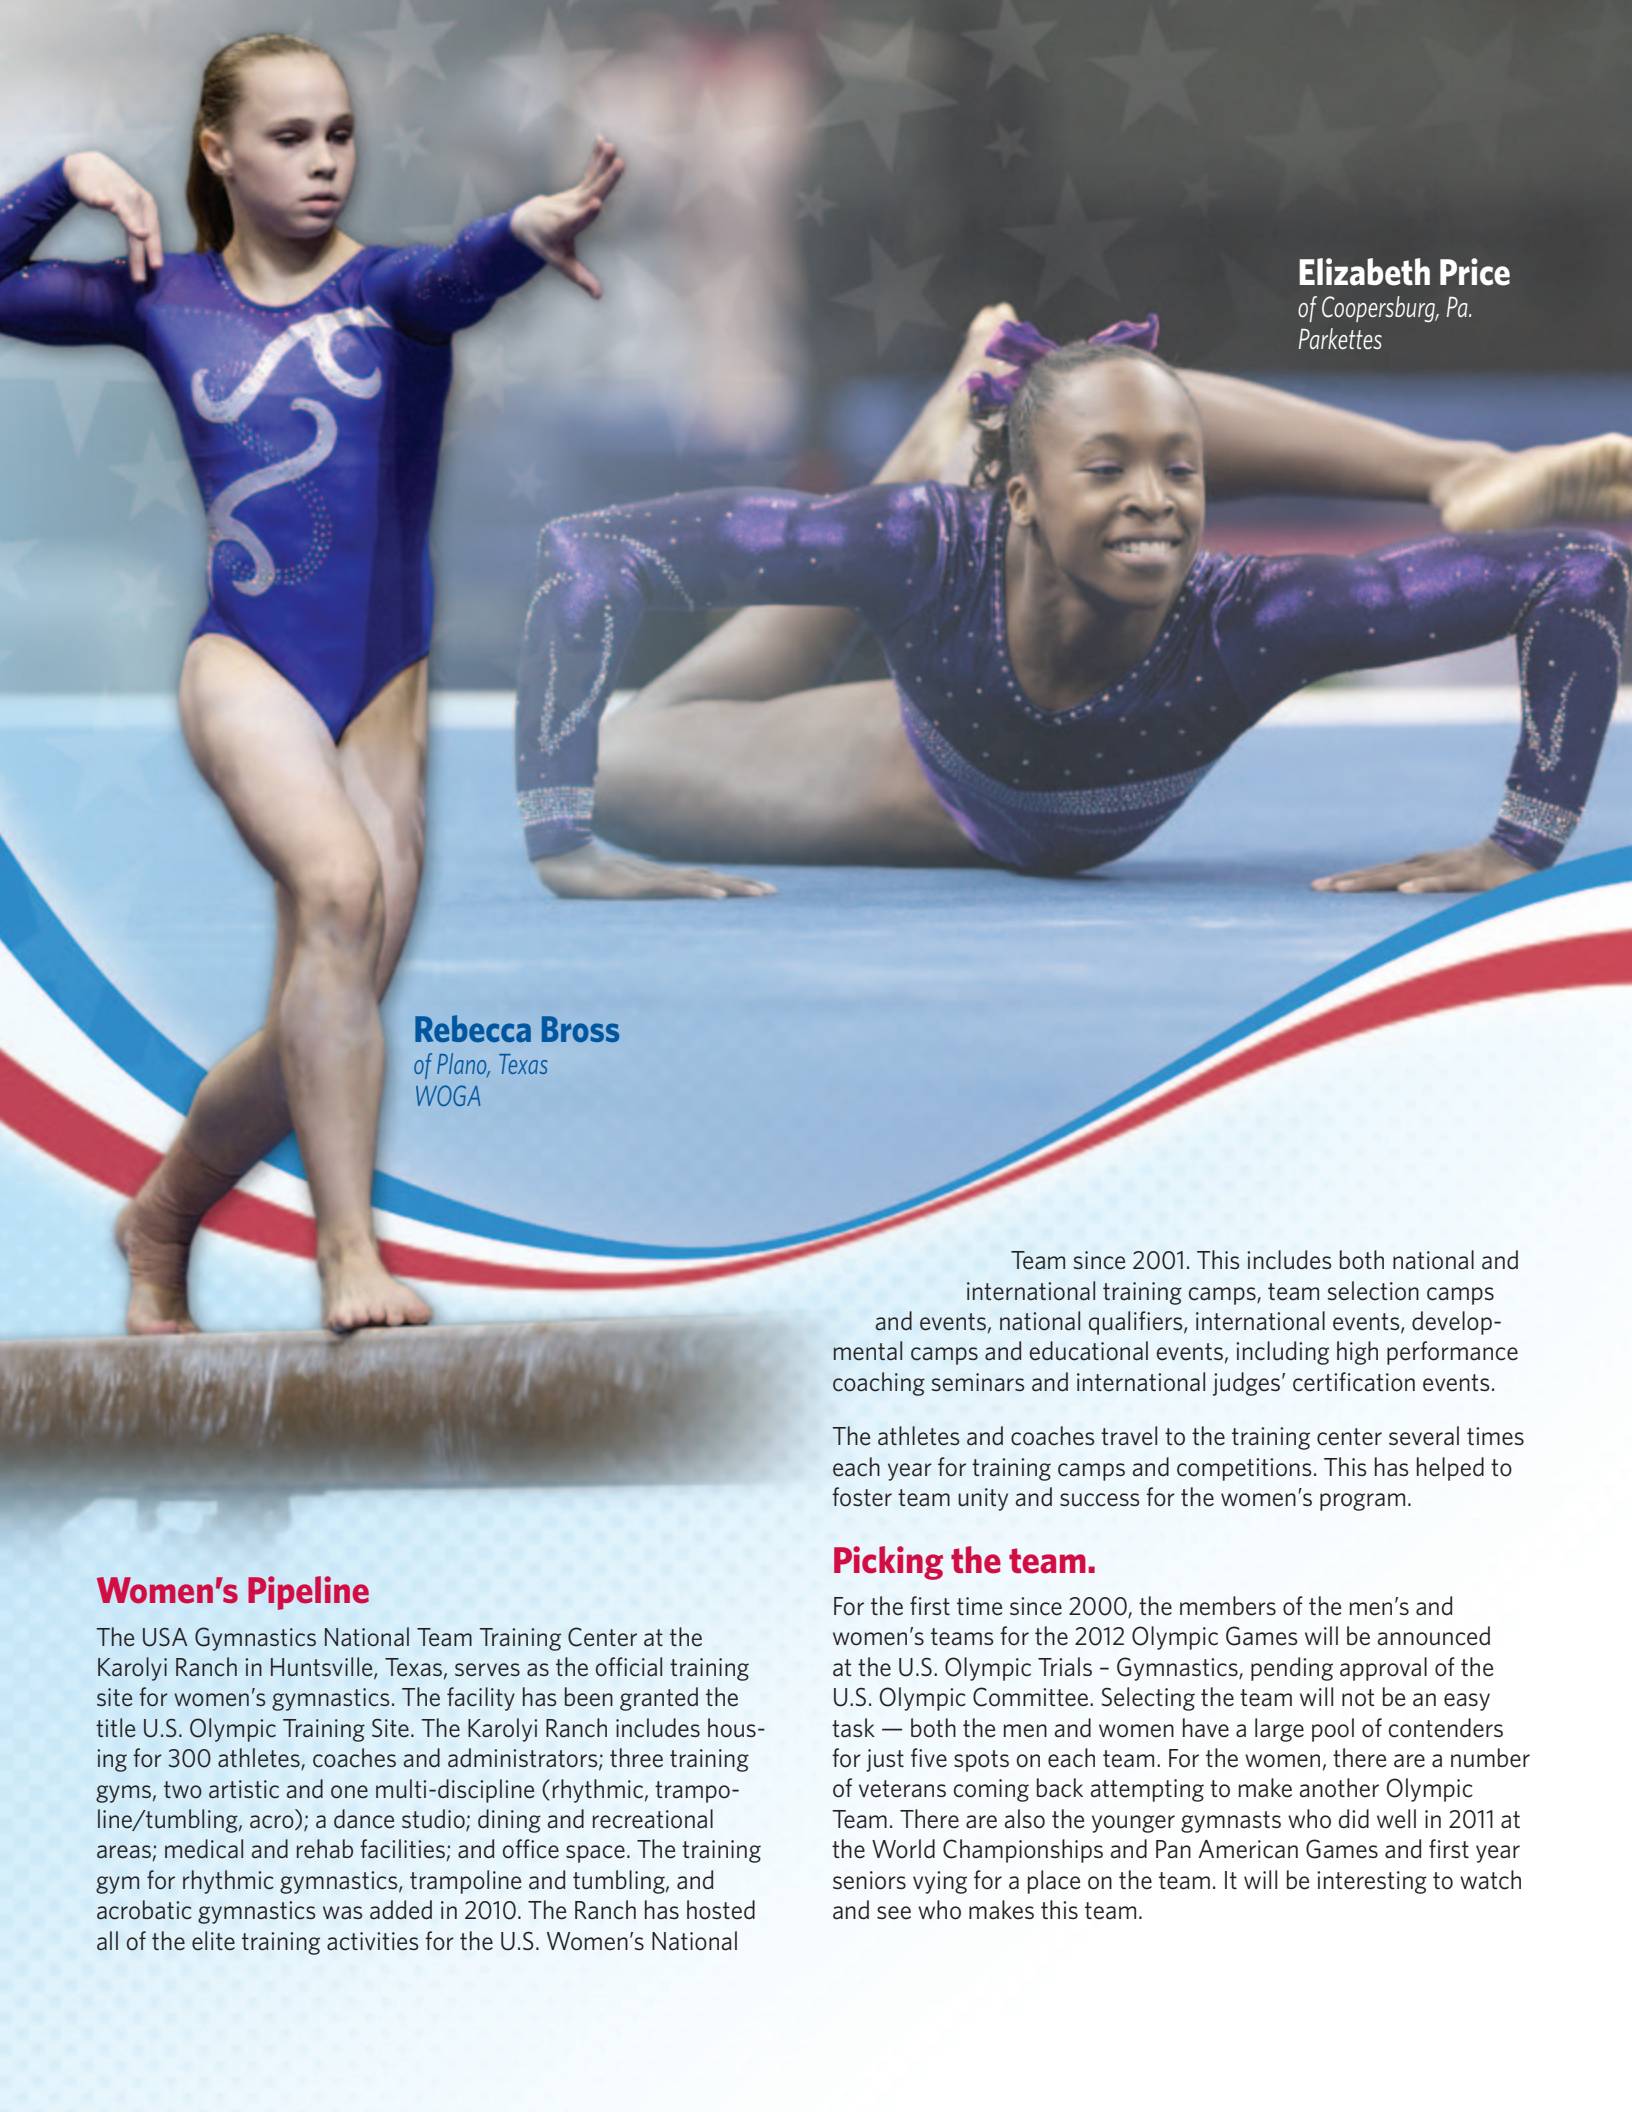 Elizabeth Price
of Coopersburg, Pa.
Parkettes
Rebecca Bross
of Plano, Texas
WOGA
Women's Pipeline
The USA Gymnastics National Team Training Center at the
Karolyi Ranch in Huntsville, Texas, serves as the official training
site for women's gymnastics. The facility has been granted the
title U.S. Olympic Training Site. The Karolyi Ranch includes hous-
ing for 300 athletes, coaches and administrators; three training
gyms, two artistic and one multi-discipline (rhythmic, trampo-
line/tumbling, acro); a dance studio; dining and recreational
areas; medical and rehab facilities; and office space. The training
gym for rhythmic gymnastics, trampoline and tumbling, and
acrobatic gymnastics was added in 2010. The Ranch has hosted
all of the elite training activities for the U.S. Women's National
Team since 2001. This includes both national and
international training camps, team selection camps
and events, national qualifiers, international events, develop-
mental camps and educational events, including high performance
coaching seminars and international judges' certification events.
The athletes and coaches travel to the training center several times
each year for training camps and competitions. This has helped to
foster team unity and success for the women's program.
Picking the team.
For the first time since 2000, the members of the men's and
women's teams for the 2012 Olympic Games will be announced
at the U.S. Olympic Trials – Gymnastics, pending approval of the
U.S. Olympic Committee. Selecting the team will not be an easy
task — both the men and women have a large pool of contenders
for just five spots on each team. For the women, there are a number
of veterans coming back attempting to make another Olympic
Team. There are also the younger gymnasts who did well in 2011 at
the World Championships and Pan American Games and first year
seniors vying for a place on the team. It will be interesting to watch
and see who makes this team.